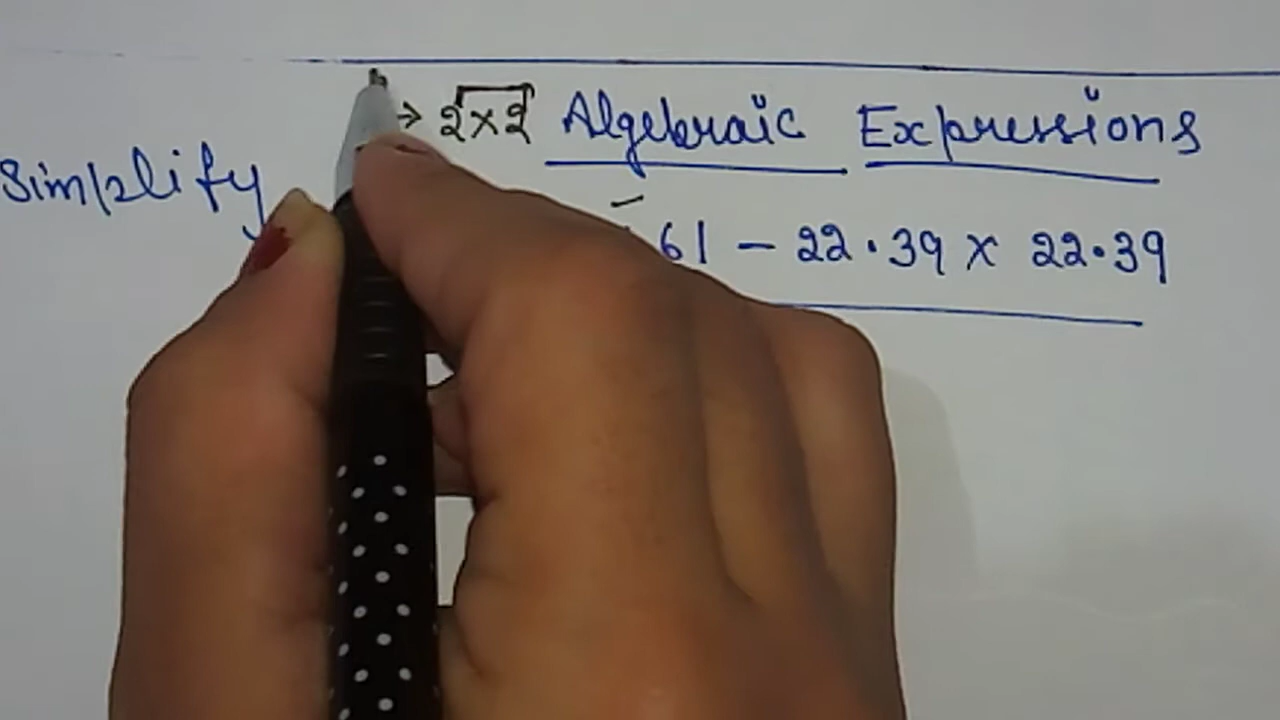 → 2×2 Algebraic Expressions
Simplify
61 - 22.39 × 22.39